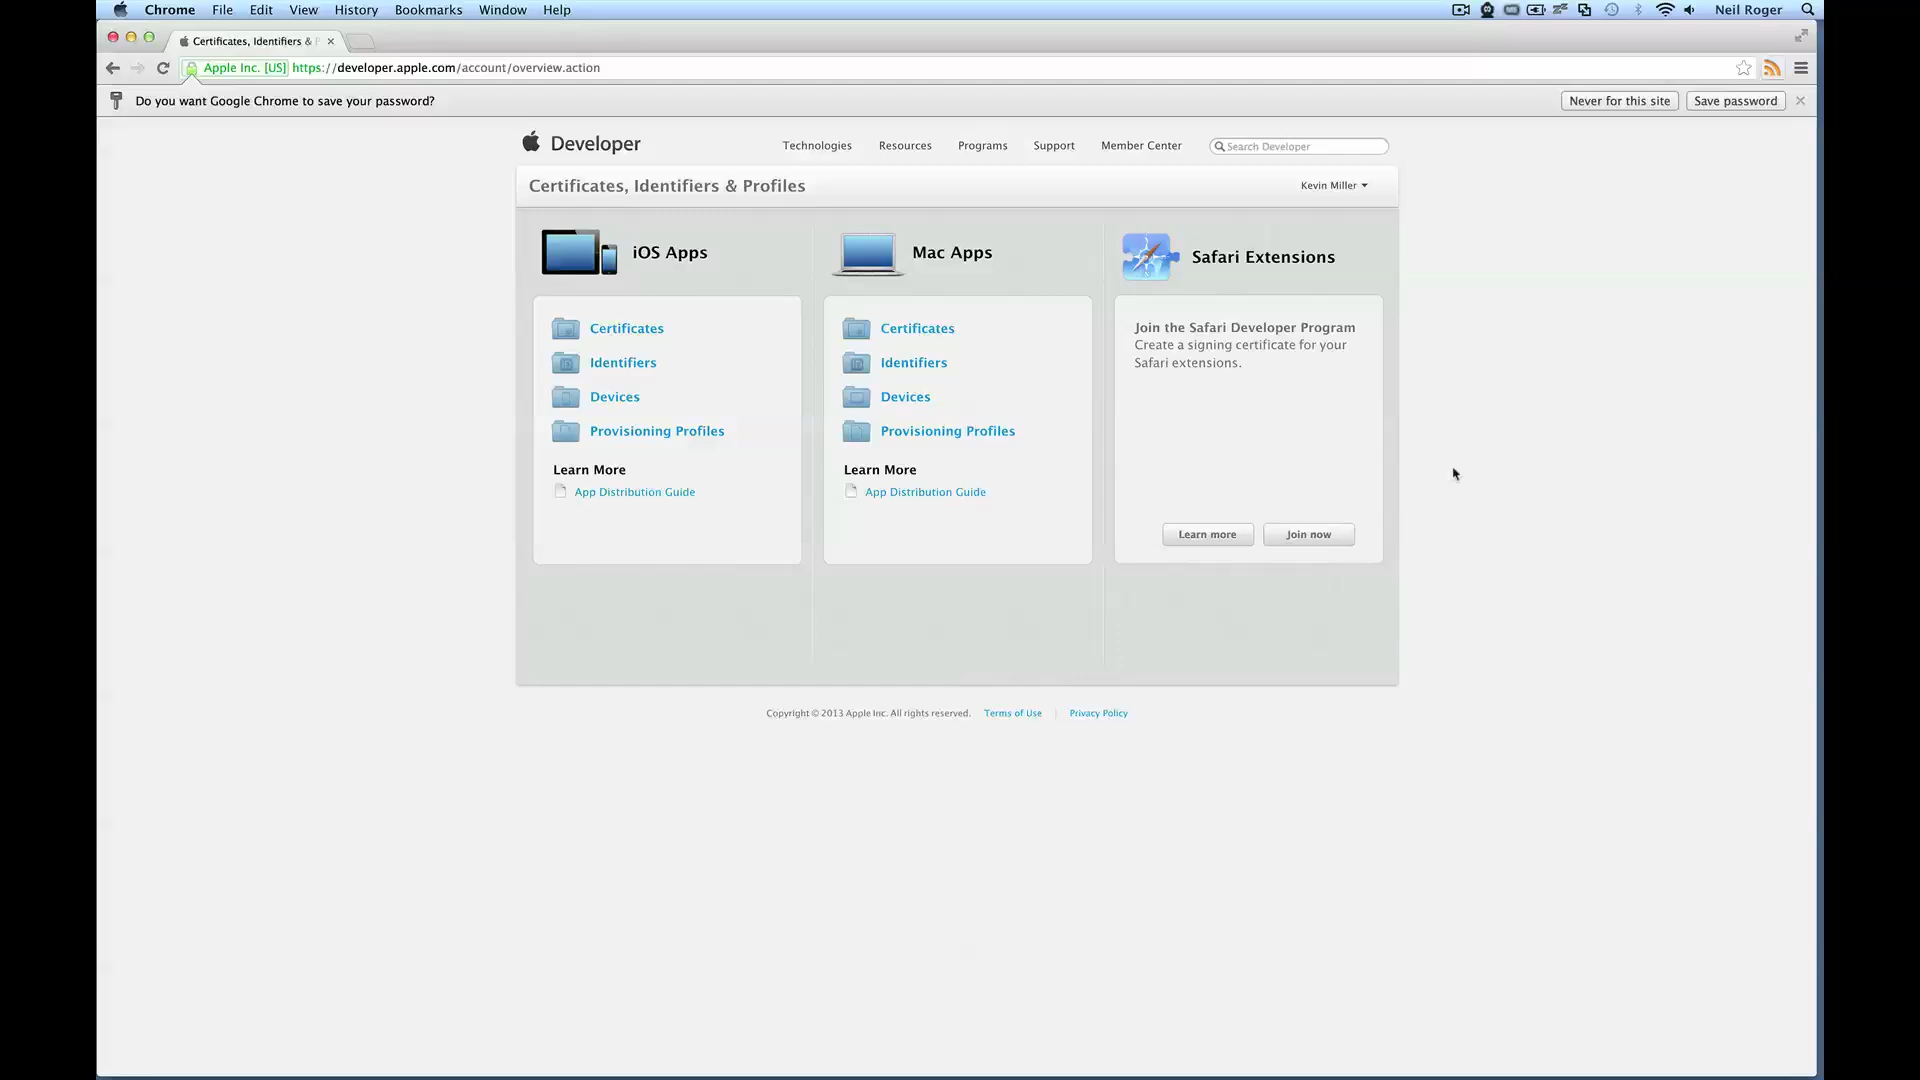 Chrome File Edit View History Bookmarks Window Help Neil Roger
Certificates, Identifiers &
Apple Inc. [US] https://developer.apple.com/account/overview.action
Do you want Google Chrome to save your password? Never for this site Save password
Developer Technologies Resources Programs Support Member Center Search Developer
Certificates, Identifiers & Profiles Kevin Miller
iOS Apps
Certificates
Identifiers
Devices
Provisioning Profiles
Learn More
App Distribution Guide
Mac Apps
Certificates
Identifiers
Devices
Provisioning Profiles
Learn More
App Distribution Guide
Safari Extensions
Join the Safari Developer Program
Create a signing certificate for your
Safari extensions.
Learn more Join now
Copyright © 2013 Apple Inc. All rights reserved. Terms of Use | Privacy Policy